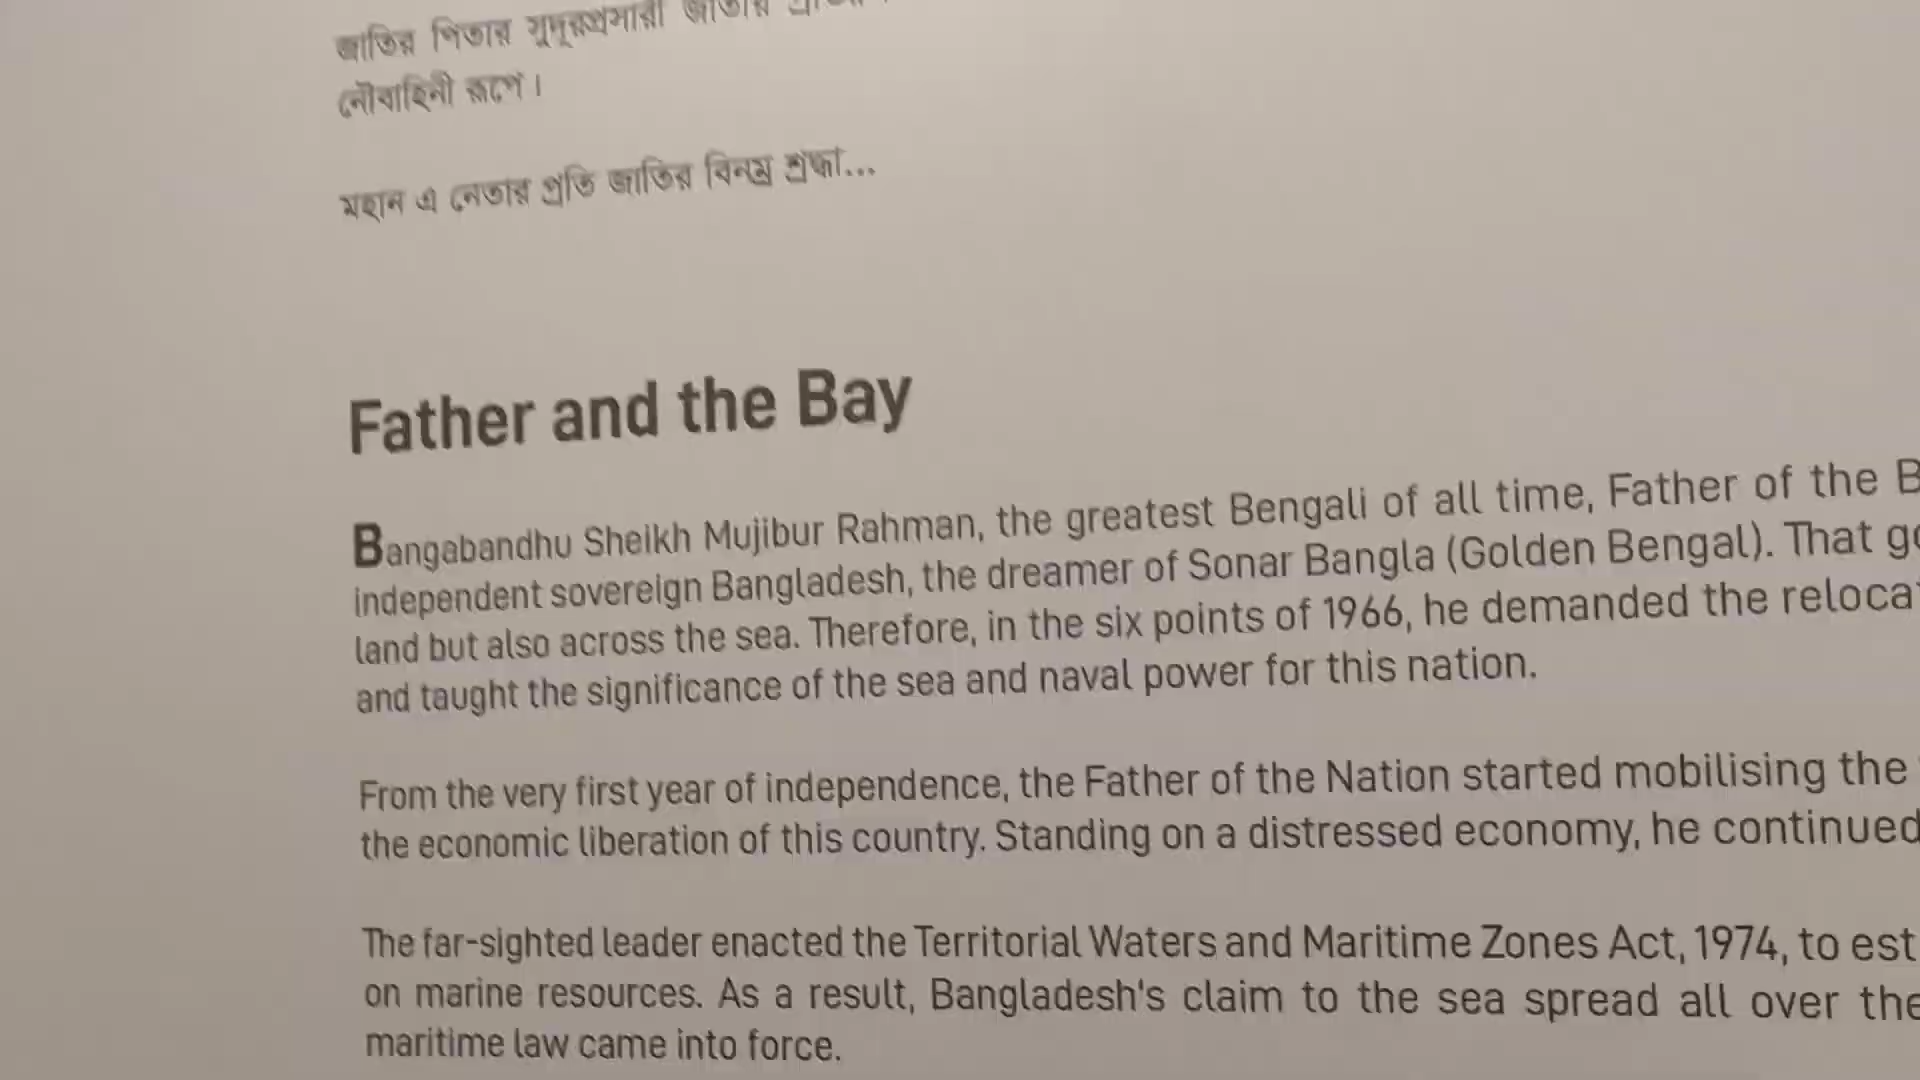 জাতির পিতার সুদূরপ্রসারী জাতীয়
নৌবাহিনী রূপে।
মহান এ নেতার প্রতি জাতির বিনম্র শ্রদ্ধা...
Father and the Bay
Bangabandhu Sheikh Mujibur Rahman, the greatest Bengali of all time, Father of the B
independent sovereign Bangladesh, the dreamer of Sonar Bangla (Golden Bengal). That go
land but also across the sea. Therefore, in the six points of 1966, he demanded the reloca
and taught the significance of the sea and naval power for this nation.
From the very first year of independence, the Father of the Nation started mobilising the
the economic liberation of this country. Standing on a distressed economy, he continued
The far-sighted leader enacted the Territorial Waters and Maritime Zones Act, 1974, to est
on marine resources. As a result, Bangladesh's claim to the sea spread all over the
maritime law came into force.